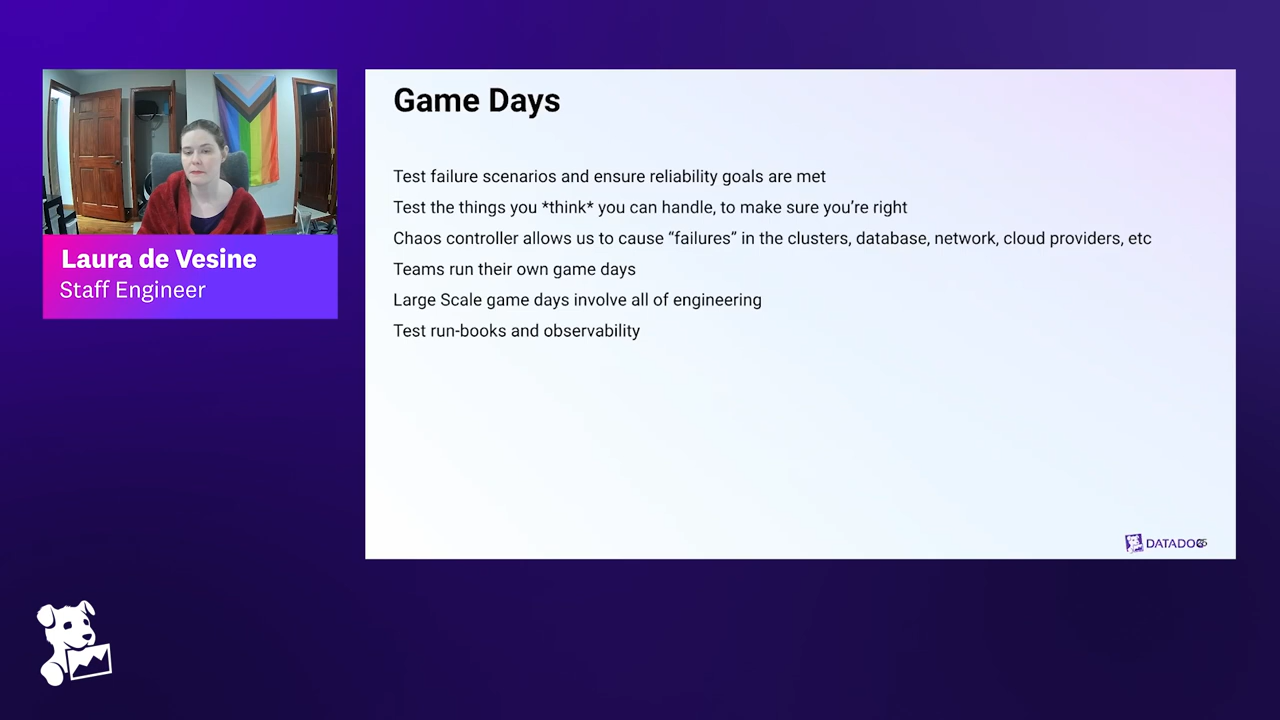 Game Days
Test failure scenarios and ensure reliability goals are met
Test the things you *think* you can handle, to make sure you’re right
Chaos controller allows us to cause “failures” in the clusters, database, network, cloud providers, etc
Teams run their own game days
Large Scale game days involve all of engineering
Test run-books and observability
Laura de Vesine
Staff Engineer
DATADOG